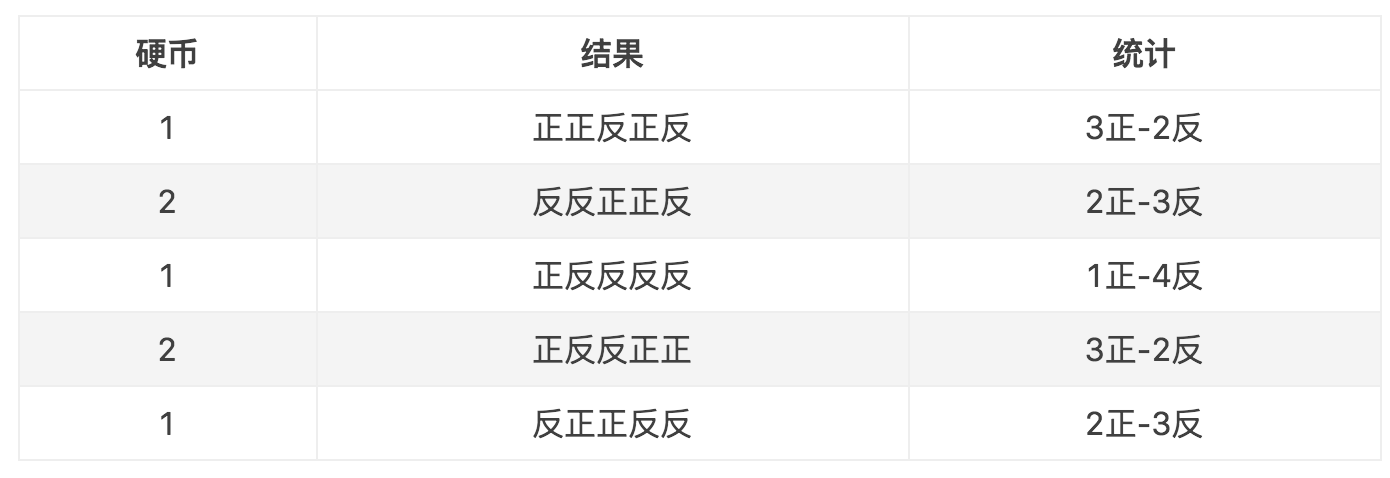 硬币 结果 统计
1 正正反正反 3正-2反
2 反反正正反 2正-3反
1 正反反反反 1正-4反
2 正反反正正 3正-2反
1 反正正反反 2正-3反